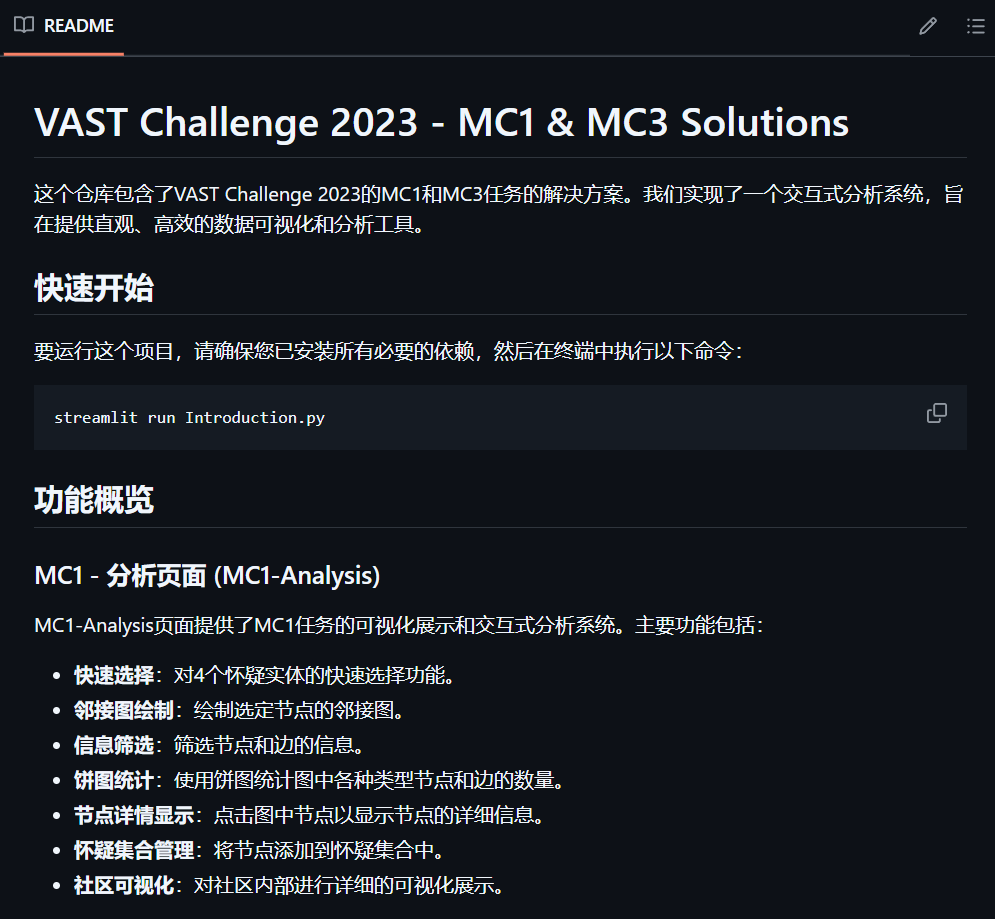 README
VAST Challenge 2023 - MC1 & MC3 Solutions
这个仓库包含了VAST Challenge 2023的MC1和MC3任务的解决方案。我们实现了一个交互式分析系统，旨
在提供直观、高效的数据可视化和分析工具。
快速开始
要运行这个项目，请确保您已安装所有必要的依赖，然后在终端中执行以下命令：
streamlit run Introduction.py
功能概览
MC1 - 分析页面 (MC1-Analysis)
MC1-Analysis页面提供了MC1任务的可视化展示和交互式分析系统。主要功能包括：
快速选择：对4个怀疑实体的快速选择功能。
邻接图绘制：绘制选定节点的邻接图。
信息筛选：筛选节点和边的信息。
饼图统计：使用饼图统计图中各种类型节点和边的数量。
节点详情显示：点击图中节点以显示节点的详细信息。
怀疑集合管理：将节点添加到怀疑集合中。
社区可视化：对社区内部进行详细的可视化展示。